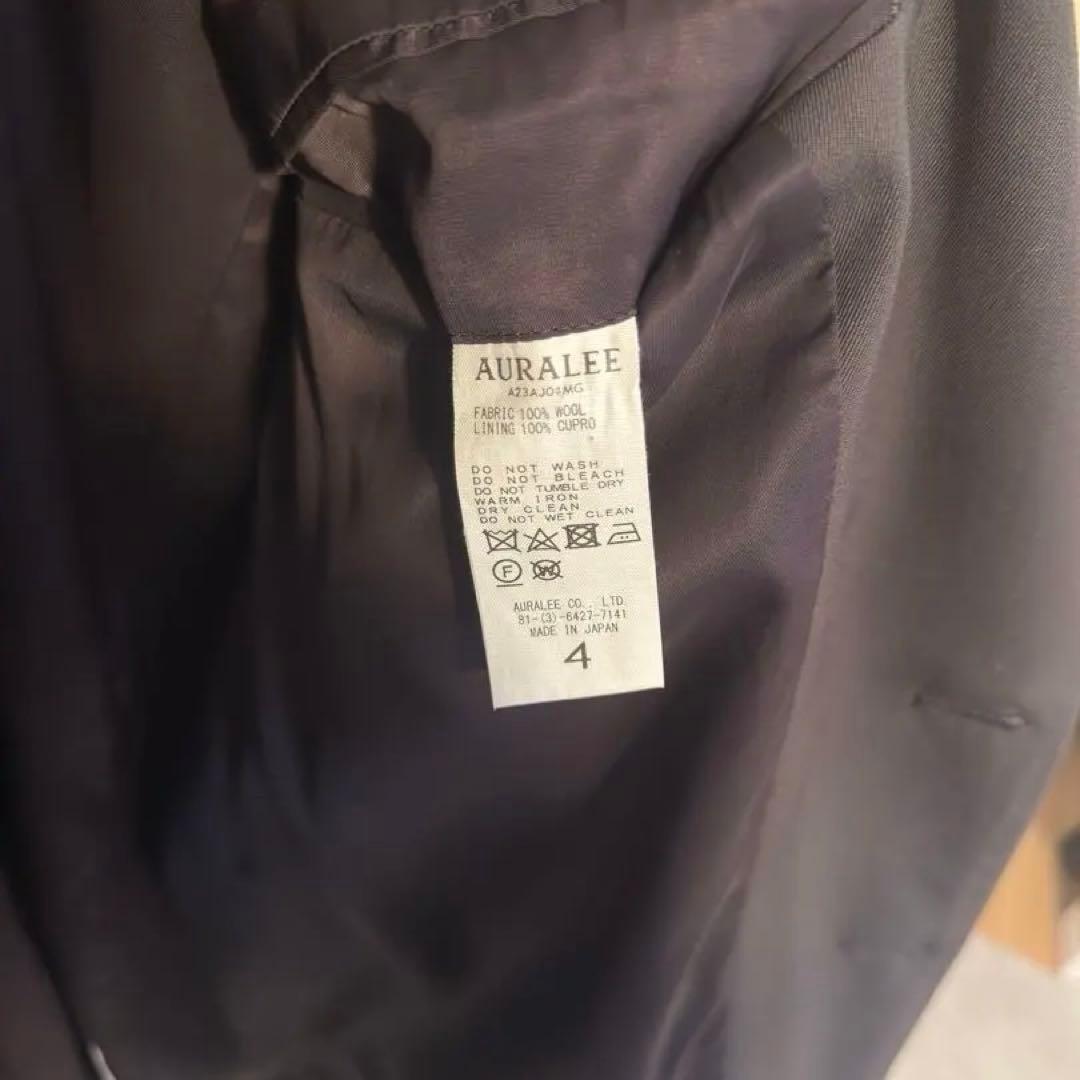 AURALEE
A23AJ04MG
FABRIC 100% WOOL
LINING 100% CUPRO
DO NOT WASH
DO NOT BLEACH
DO NOT TUMBLE DRY
WARM IRON
DRY CLEAN
DO NOT WET CLEAN
F W
AURALEE CO., LTD.
81-(3)-6427-7141
MADE IN JAPAN
4